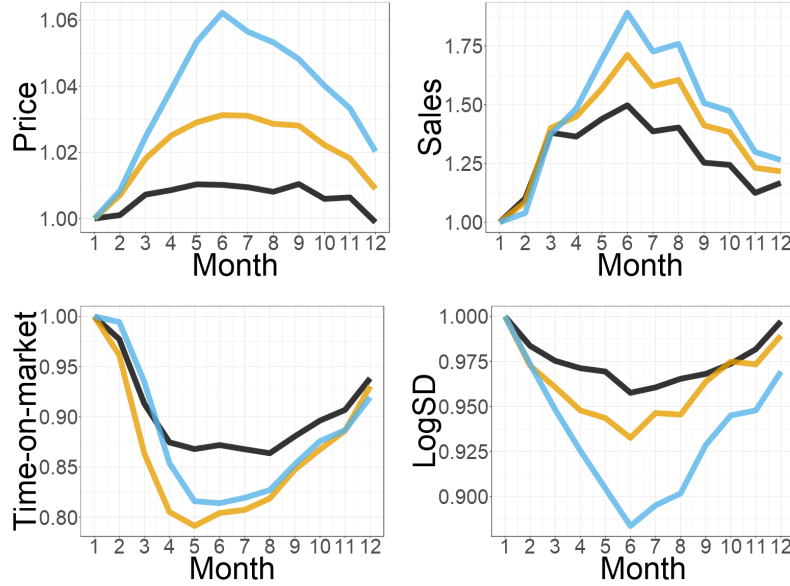 Price
1.06
1.04
1.02
1.00
1 2 3 4 5 6 7 8 9 10 11 12
Month
Sales
1.75
1.50
1.25
1.00
1 2 3 4 5 6 7 8 9 10 11 12
Month
Time-on-market
1.00
0.95
0.90
0.85
0.80
1 2 3 4 5 6 7 8 9 10 11 12
Month
LogSD
1.000
0.975
0.950
0.925
0.900
1 2 3 4 5 6 7 8 9 10 11 12
Month